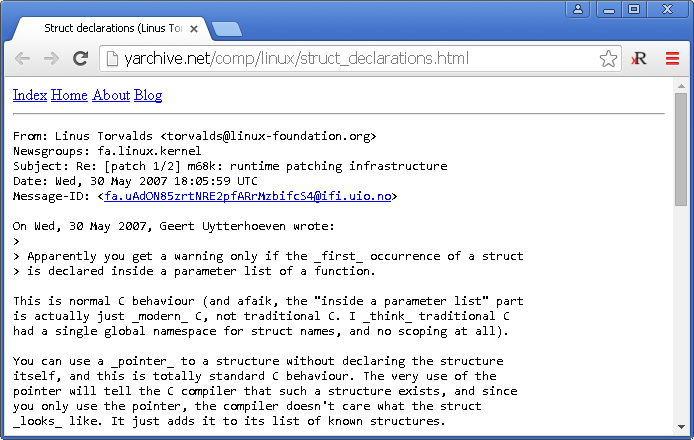 Struct declarations (Linus Tor
yarchive.net/comp/linux/struct_declarations.html
xR
Index Home About Blog
From: Linus Torvalds <torvalds@linux-foundation.org>
Newsgroups: fa.linux.kernel
Subject: Re: [patch 1/2] m68k: runtime patching infrastructure
Date: Wed, 30 May 2007 18:05:59 UTC
Message-ID: <fa.uAdON85zrtNRE2pfARrMzbifcS4@ifi.uio.no>
On Wed, 30 May 2007, Geert Uytterhoeven wrote:
>
> Apparently you get a warning only if the _first_ occurrence of a struct
> is declared inside a parameter list of a function.
This is normal C behaviour (and afaik, the "inside a parameter list" part
is actually just _modern_ C, not traditional C. I _think_ traditional C
had a single global namespace for struct names, and no scoping at all).
You can use a _pointer_ to a structure without declaring the structure
itself, and this is totally standard C behaviour. The very use of the
pointer will tell the C compiler that such a structure exists, and since
you only use the pointer, the compiler doesn't care what the struct
_looks_ like. It just adds it to its list of known structures.